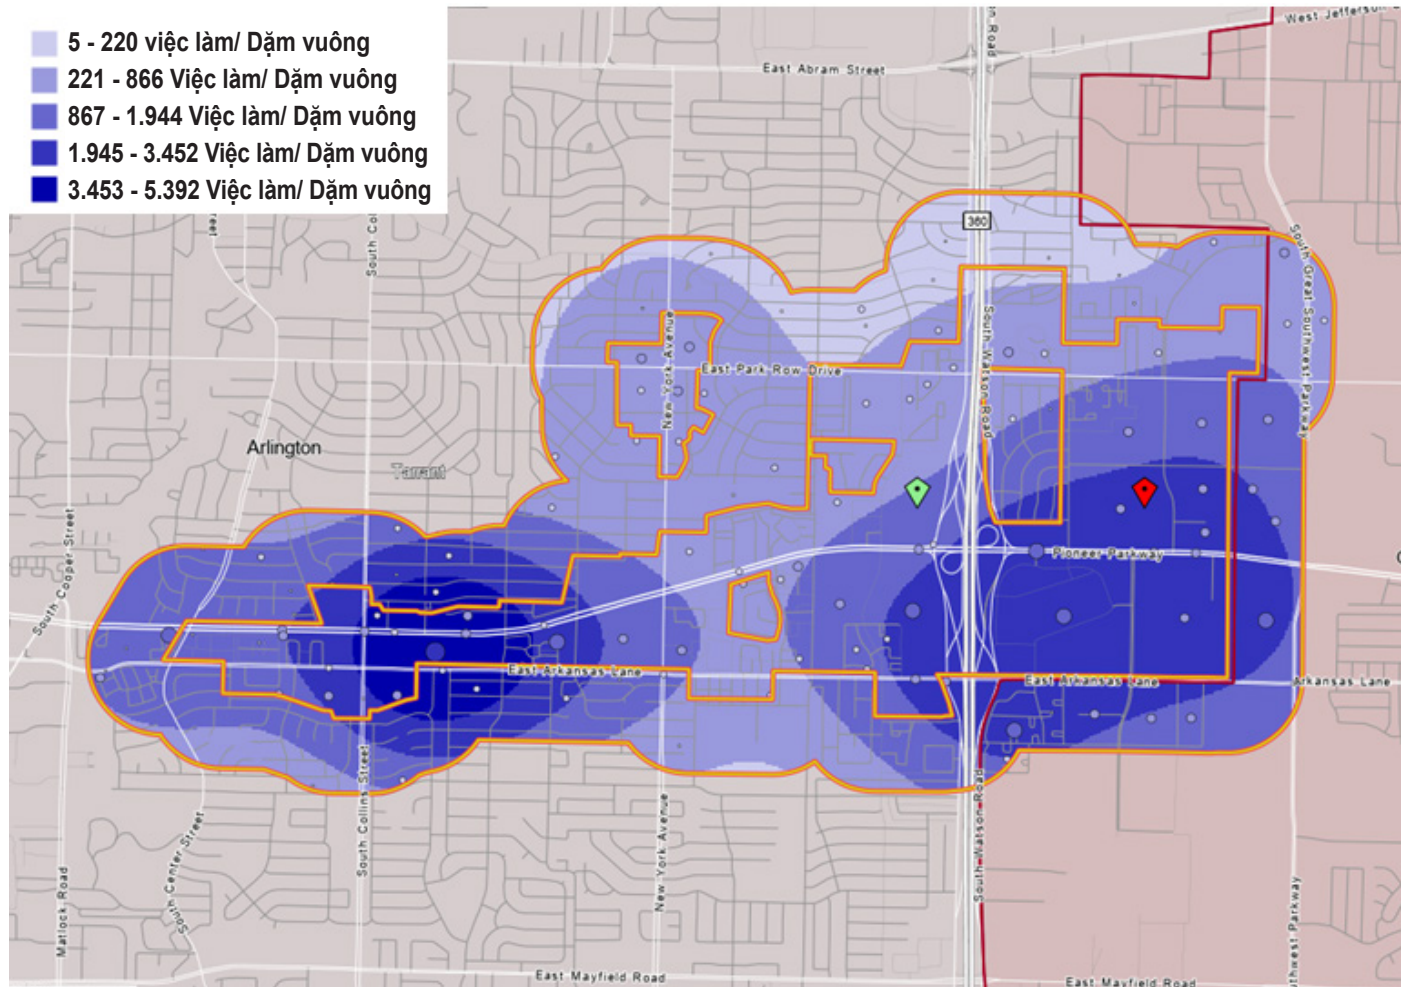 5 - 220 việc làm/ Dặm vuông
221 - 866 Việc làm/ Dặm vuông
867 - 1.944 Việc làm/ Dặm vuông
1.945 - 3.452 Việc làm/ Dặm vuông
3.453 - 5.392 Việc làm/ Dặm vuông
West Jefferson
East Abram Street
360
South Great Southwest Parkway
South Watson Road
New York Avenue
East Park Row Drive
Arlington
Tarrant
South Cooper Street
Pioneer Parkway
East Arkansas Lane
East Arkansas Lane
Arkansas Lane
South Collins Street
South Center Street
Matlock Road
New York Avenue
South Watson Road
East Mayfield Road
East Mayfield Road